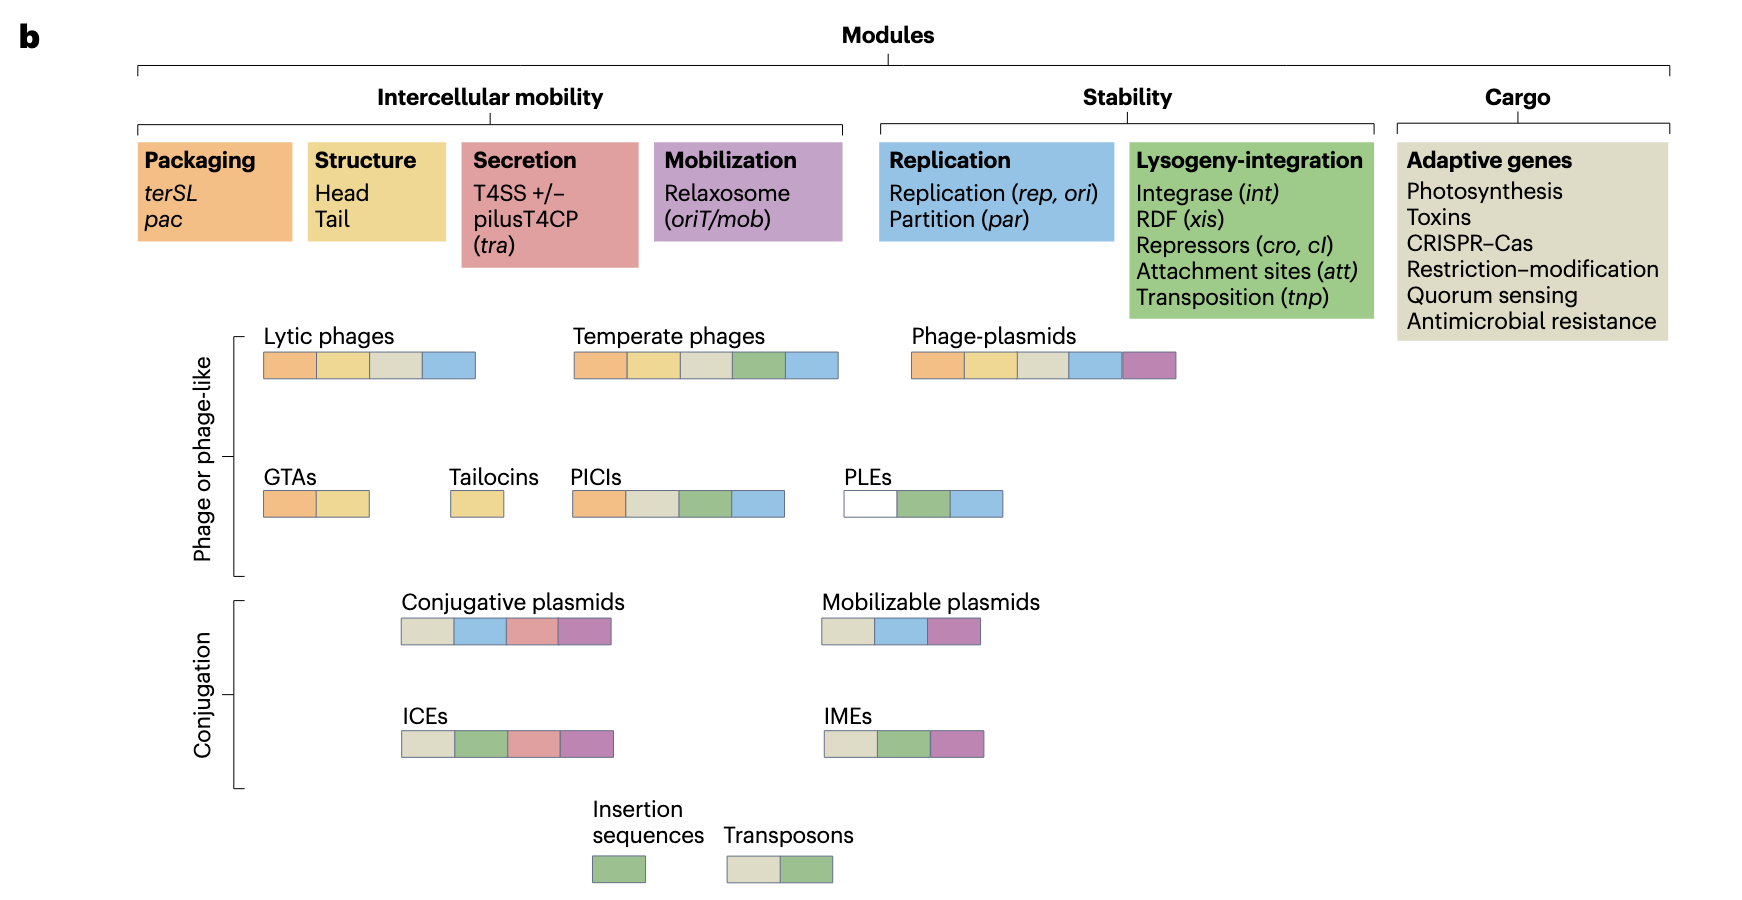 b
Modules
Intercellular mobility
Stability
Cargo
Packaging
terSL
pac
Structure
Head
Tail
Secretion
T4SS +/–
pilusT4CP
(tra)
Mobilization
Relaxosome
(oriT/mob)
Replication
Replication (rep, ori)
Partition (par)
Lysogeny-integration
Integrase (int)
RDF (xis)
Repressors (cro, cI)
Attachment sites (att)
Transposition (tnp)
Adaptive genes
Photosynthesis
Toxins
CRISPR–Cas
Restriction–modification
Quorum sensing
Antimicrobial resistance
Phage or phage-like
Lytic phages
Temperate phages
Phage-plasmids
GTAs
Tailocins
PICIs
PLEs
Conjugation
Conjugative plasmids
Mobilizable plasmids
ICEs
IMEs
Insertion
sequences
Transposons